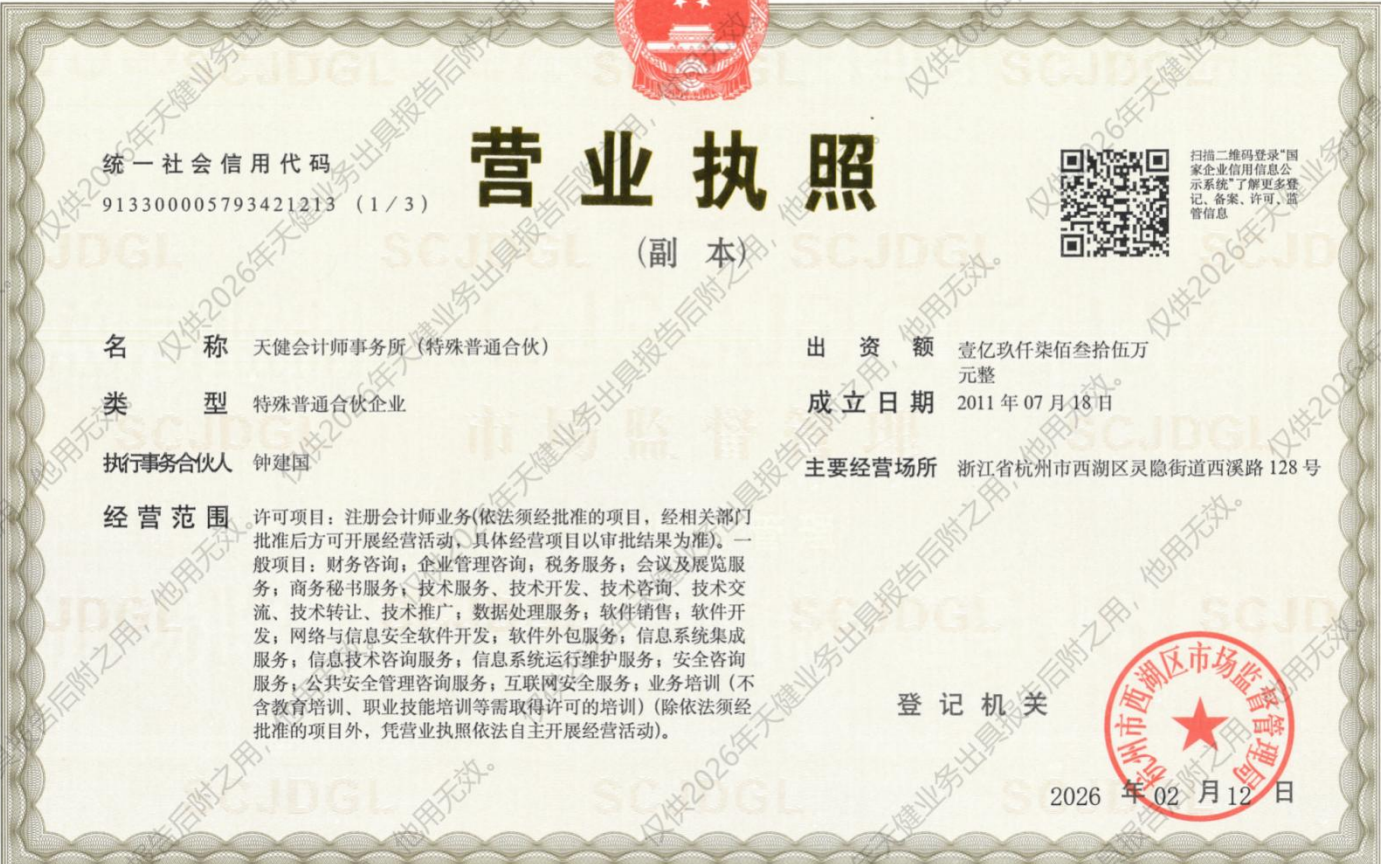 营业执照
(副 本)
统一社会信用代码
913300005793421213 (1/3)
扫描二维码登录“国
家企业信用信息公
示系统”了解更多登
记、备案、许可、监
管信息
名 称 天健会计师事务所（特殊普通合伙）
类 型 特殊普通合伙企业
执行事务合伙人 钟建国
经营范围 许可项目：注册会计师业务(依法须经批准的项目，经相关部门
批准后方可开展经营活动，具体经营项目以审批结果为准)。一
般项目：财务咨询；企业管理咨询；税务服务；会议及展览服
务；商务秘书服务；技术服务、技术开发、技术咨询、技术交
流、技术转让、技术推广；数据处理服务；软件销售；软件开
发；网络与信息安全软件开发；软件外包服务；信息系统集成
服务；信息技术咨询服务；信息系统运行维护服务；安全咨询
服务；公共安全管理咨询服务；互联网安全服务；业务培训（不
含教育培训、职业技能培训等需取得许可的培训）(除依法须经
批准的项目外，凭营业执照依法自主开展经营活动)。
出 资 额 壹亿玖仟柒佰叁拾伍万
元整
成立日期 2011 年 07 月 18 日
主要经营场所 浙江省杭州市西湖区灵隐街道西溪路 128 号
登记机关
杭州市西湖区市场监督管理局
2026 年 02 月 12 日
仅供2026年天健业务出具报告后附之用，他用无效。
SCJDGL
市场监督管理